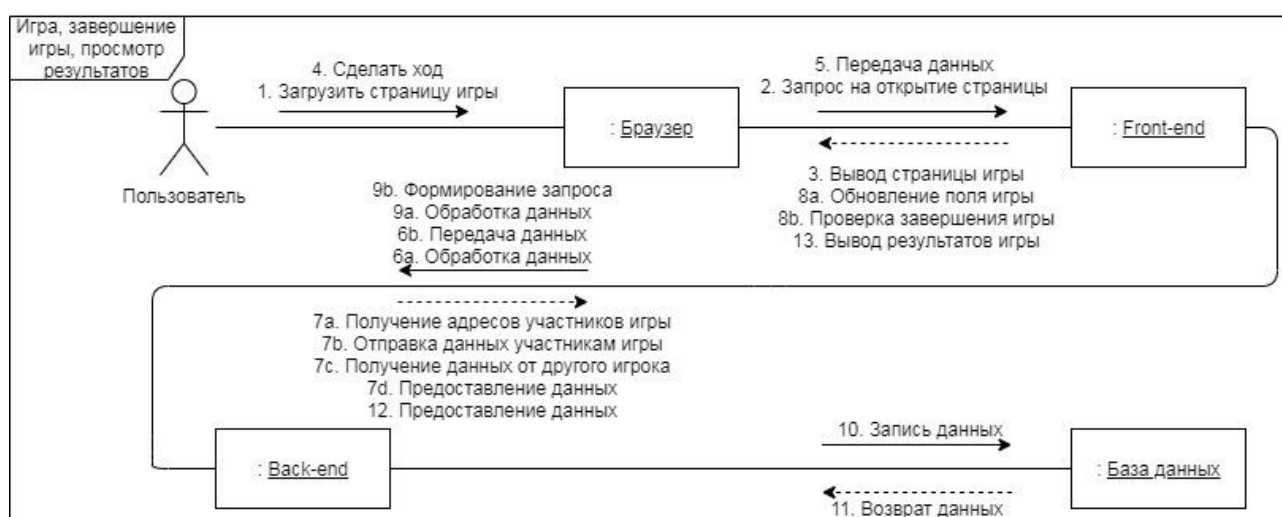 Игра, завершение
игры, просмотр
результатов
4. Сделать ход
1. Загрузить страницу игры
5. Передача данных
2. Запрос на открытие страницы
: Браузер
: Front-end
Пользователь
3. Вывод страницы игры
8a. Обновление поля игры
8b. Проверка завершения игры
13. Вывод результатов игры
9b. Формирование запроса
9a. Обработка данных
6b. Передача данных
6a. Обработка данных
7a. Получение адресов участников игры
7b. Отправка данных участникам игры
7c. Получение данных от другого игрока
7d. Предоставление данных
12. Предоставление данных
10. Запись данных
: Back-end
: База данных
11. Возврат данных